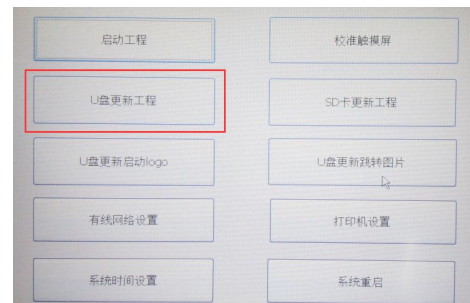 启动工程
校准触摸屏
U盘更新工程
SD卡更新工程
U盘更新启动logo
U盘更新跳转图片
有线网络设置
打印机设置
系统时间设置
系统重启